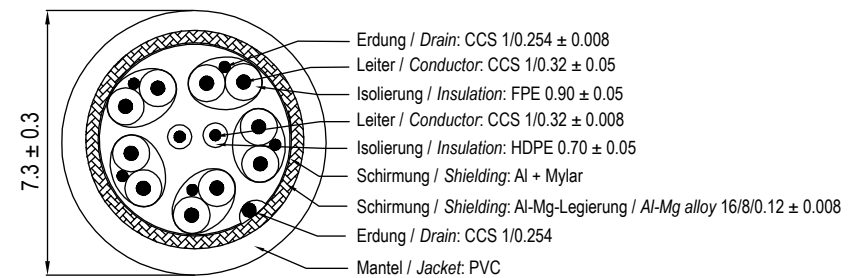 7.3 ± 0.3
Erdung / Drain: CCS 1/0.254 ± 0.008
Leiter / Conductor: CCS 1/0.32 ± 0.05
Isolierung / Insulation: FPE 0.90 ± 0.05
Leiter / Conductor: CCS 1/0.32 ± 0.008
Isolierung / Insulation: HDPE 0.70 ± 0.05
Schirmung / Shielding: Al + Mylar
Schirmung / Shielding: Al-Mg-Legierung / Al-Mg alloy 16/8/0.12 ± 0.008
Erdung / Drain: CCS 1/0.254
Mantel / Jacket: PVC